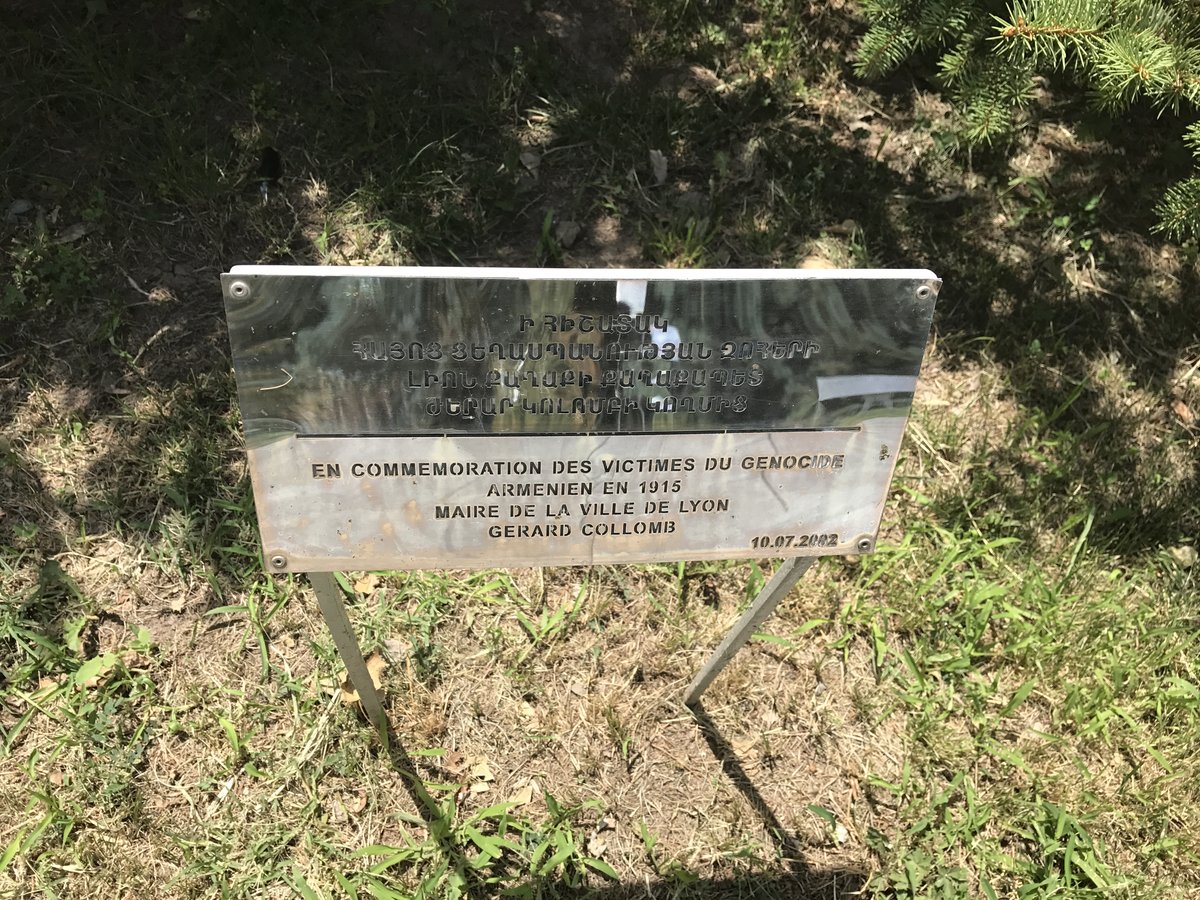 Ի ՀԻՇԱՏԱԿ
ՀԱՅՈՑ ՑԵՂԱՍՊԱՆՈՒԹՅԱՆ ԶՈՀԵՐԻ
ԼԻՈՆ ՔԱՂԱՔԻ ՔԱՂԱՔԱՊԵՏ
ԺԵՐԱՐ ԿՈԼՈՄԲԻ ԿՈՂՄԻՑ
EN COMMEMORATION DES VICTIMES DU GENOCIDE
ARMENIEN EN 1915
MAIRE DE LA VILLE DE LYON
GERARD COLLOMB
10.07.2002